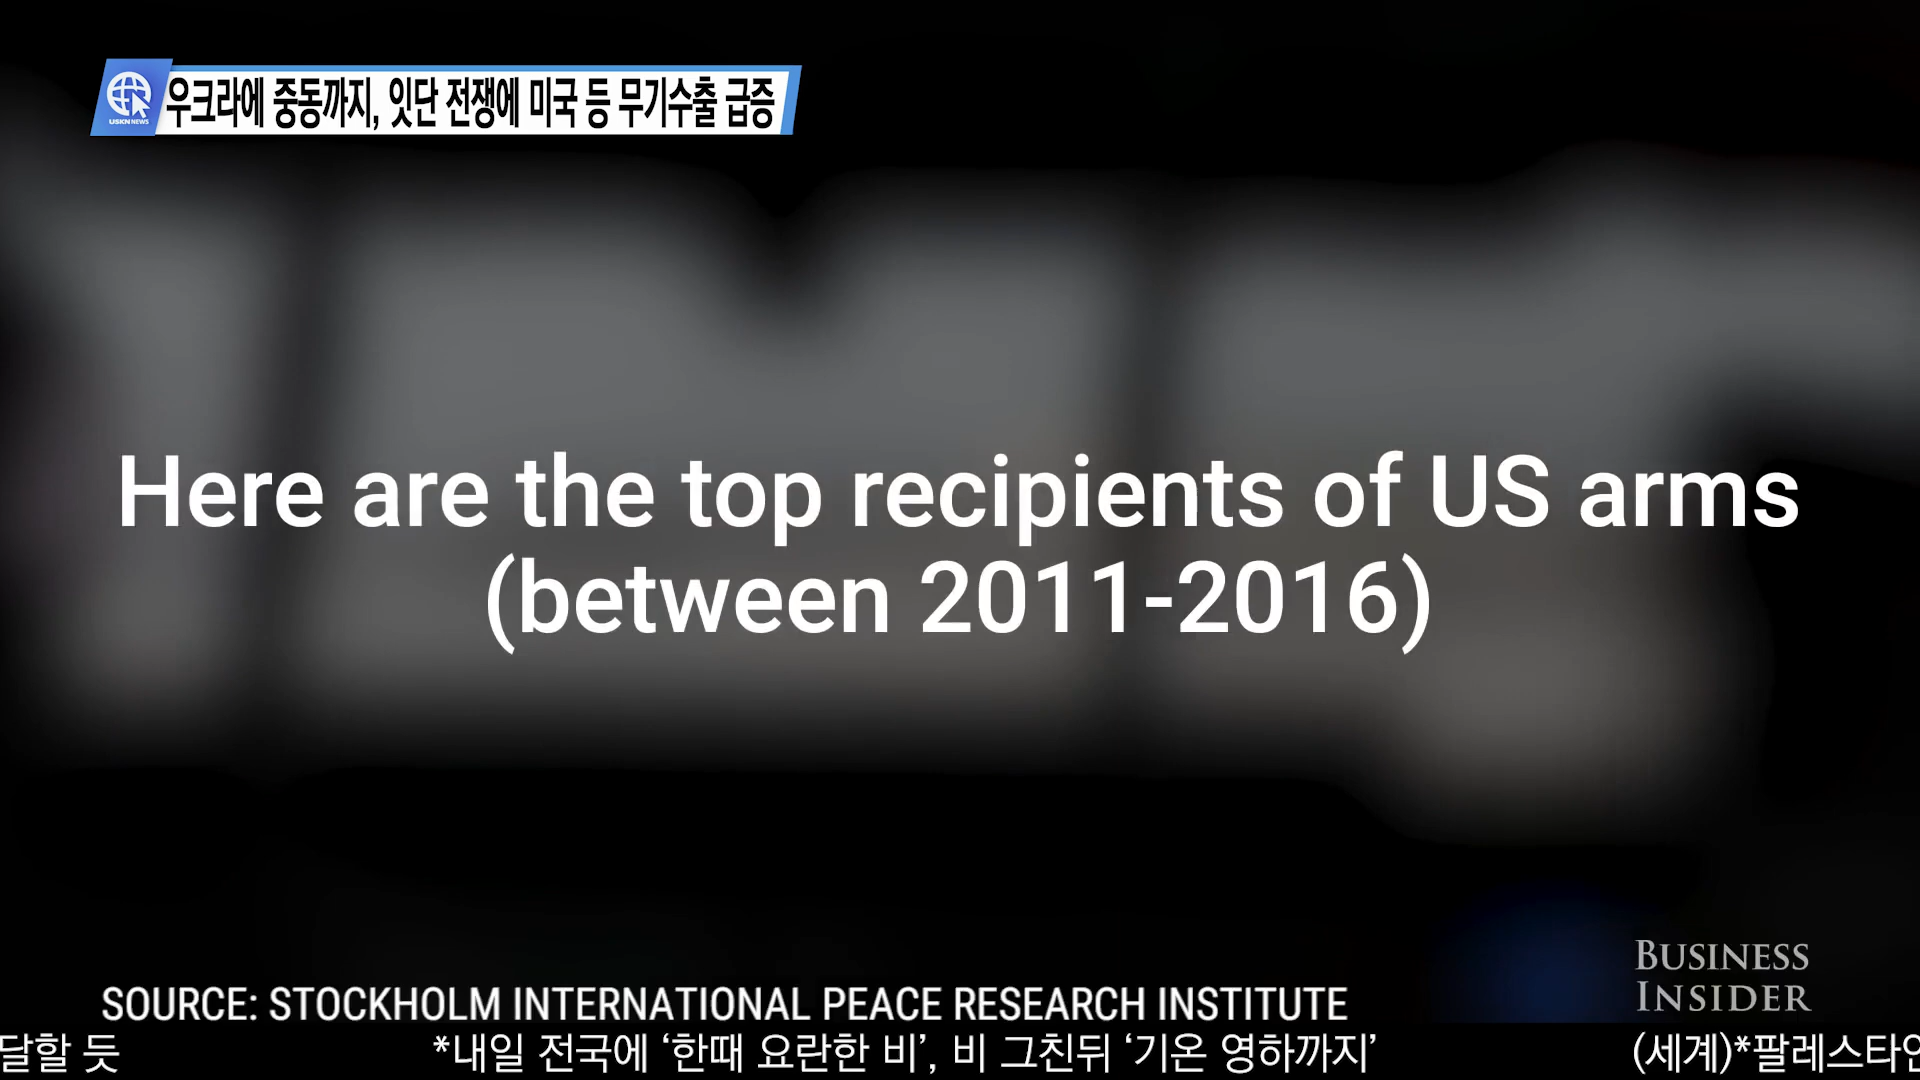 우크라에 중동까지, 잇단 전쟁에 미국 등 무기수출 급증
USKN NEWS
Here are the top recipients of US arms
(between 2011-2016)
BUSINESS
INSIDER
SOURCE: STOCKHOLM INTERNATIONAL PEACE RESEARCH INSTITUTE
달할 듯 *내일 전국에 ‘한때 요란한 비’, 비 그친뒤 ‘기온 영하까지’ (세계)*팔레스타인